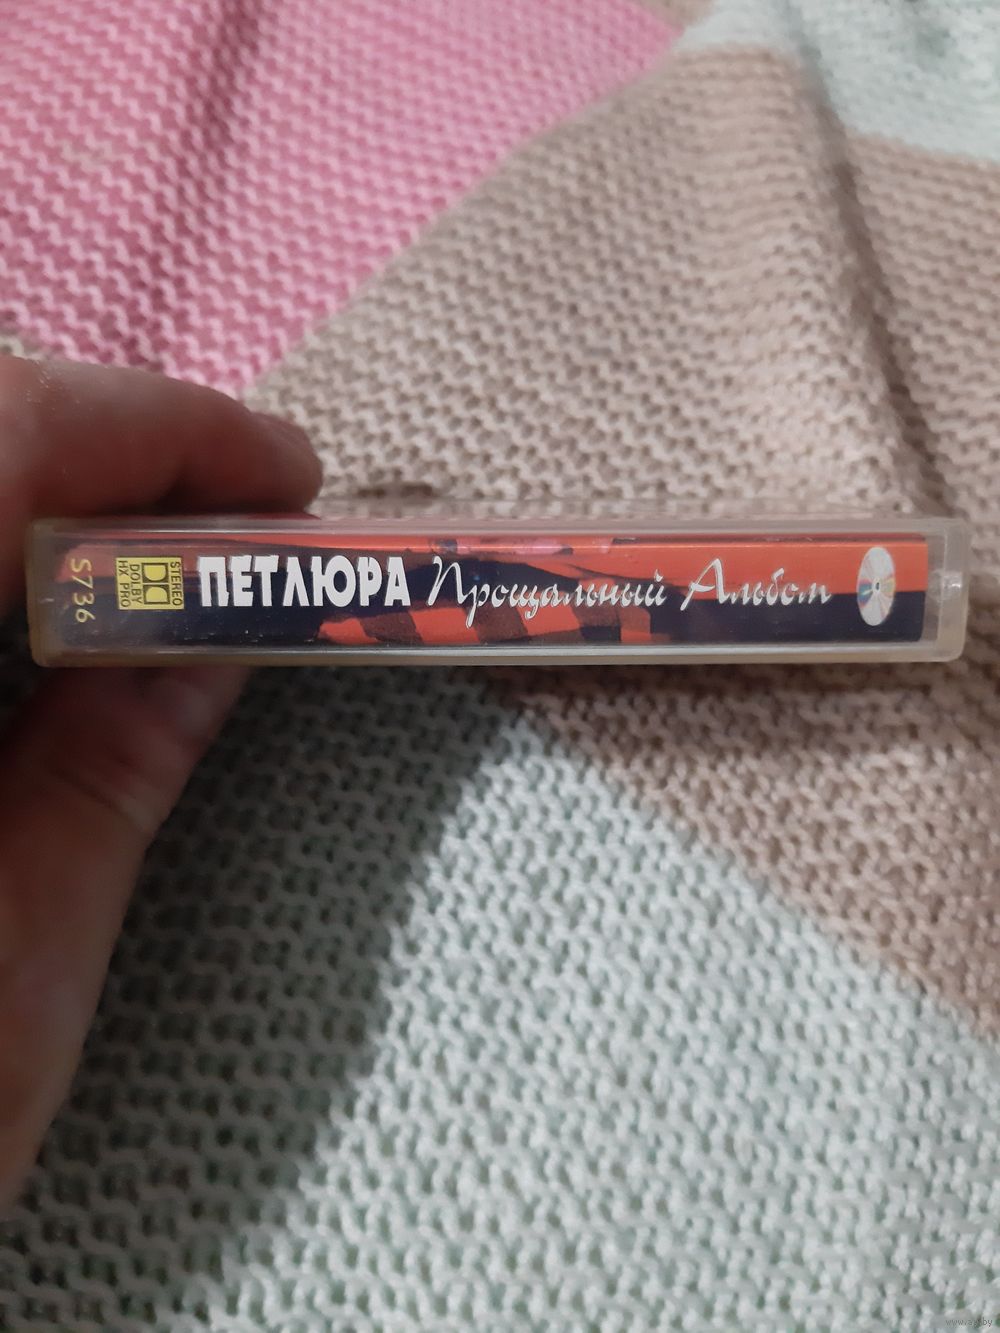 S736
STEREO
DOLBY
HX PRO
ПЕТЛЮРА Прощальный Альбом